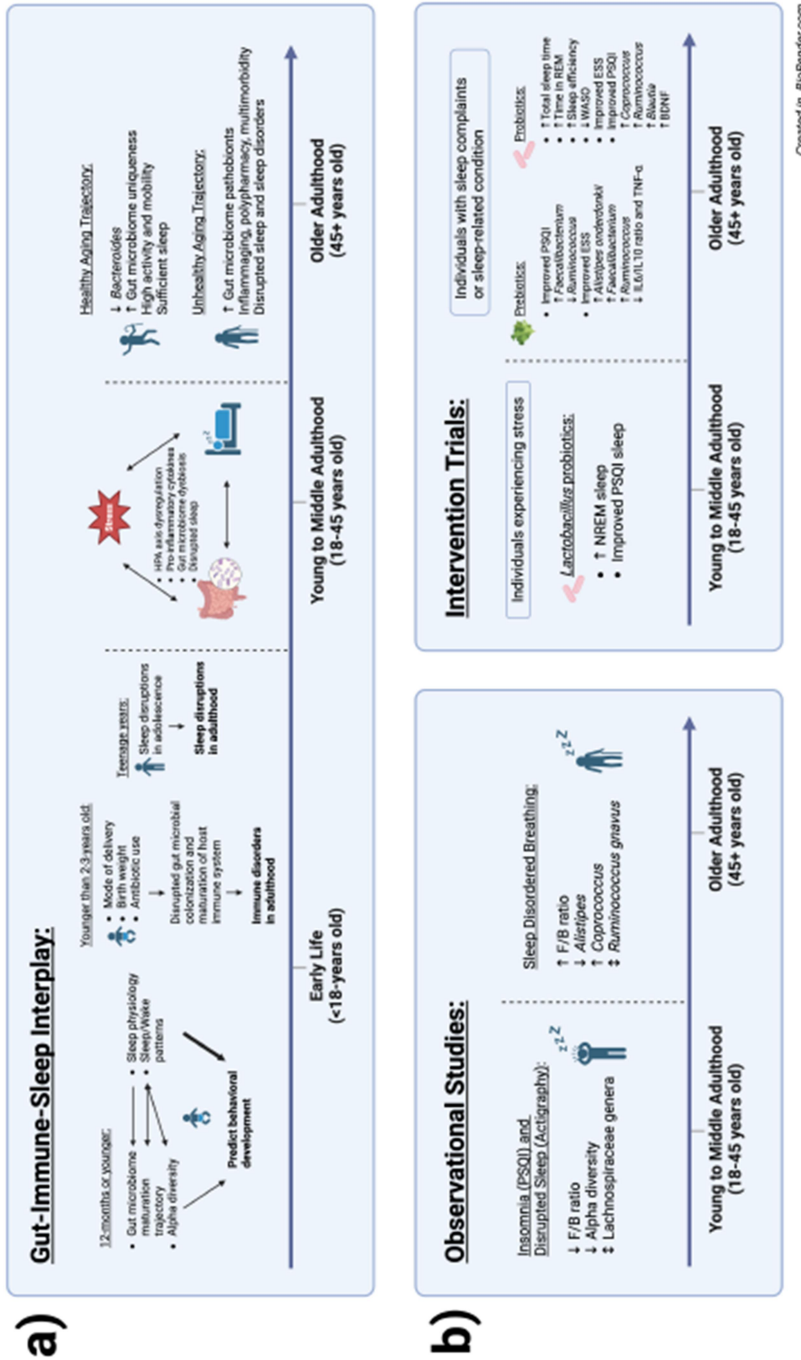 a)
Gut-Immune-Sleep Interplay:
12-months or younger:
• Gut microbiome
maturation
trajectory
• Alpha diversity
• Sleep physiology
• Sleep/Wake
patterns
Predict behavioral
development
Younger than 2-3-years old:
• Mode of delivery
• Birth weight
• Antibiotic use
Disrupted gut microbial
colonization and
maturation of host
immune system
Immune disorders
in adulthood
Teenage years:
Sleep disruptions
in adolescence
Sleep disruptions
in adulthood
Early Life
(<18-years old)
Stress
• HPA axis dysregulation
• Pro-inflammatory cytokines
• Gut microbiome dysbiosis
• Disrupted sleep
Young to Middle Adulthood
(18-45 years old)
Healthy Aging Trajectory:
↓ Bacteroides
↑ Gut microbiome uniqueness
High activity and mobility
Sufficient sleep
Unhealthy Aging Trajectory:
↑ Gut microbiome pathobionts
Inflammaging, polypharmacy, multimorbidity
Disrupted sleep and sleep disorders
Older Adulthood
(45+ years old)
b)
Observational Studies:
Insomnia (PSQI) and
Disrupted Sleep (Actigraphy):
↓ F/B ratio
↓ Alpha diversity
↕ Lachnospiraceae genera
zzZ
Young to Middle Adulthood
(18-45 years old)
Sleep Disordered Breathing:
↑ F/B ratio
↓ Alistipes
↑ Coprococcus
↕ Ruminococcus gnavus
zzZ
Older Adulthood
(45+ years old)
Intervention Trials:
Individuals experiencing stress
Lactobacillus probiotics:
• ↑ NREM sleep
• Improved PSQI sleep
Young to Middle Adulthood
(18-45 years old)
Individuals with sleep complaints
or sleep-related condition
Prebiotics:
• Improved PSQI
↑ Faecalibacterium
↓ Ruminococcus
• Improved ESS
↑ Alistipes onderdonkii
↑ Faecalibacterium
↑ Ruminococcus
↓ IL6/IL10 ratio and TNF-α
Probiotics:
• ↑ Total sleep time
• ↑ Time in REM
• ↑ Sleep efficiency
• ↓ WASO
• Improved ESS
• Improved PSQI
↑ Coprococcus
↑ Ruminococcus
↑ Blautia
↑ BDNF
Older Adulthood
(45+ years old)
Created in BioRender.com